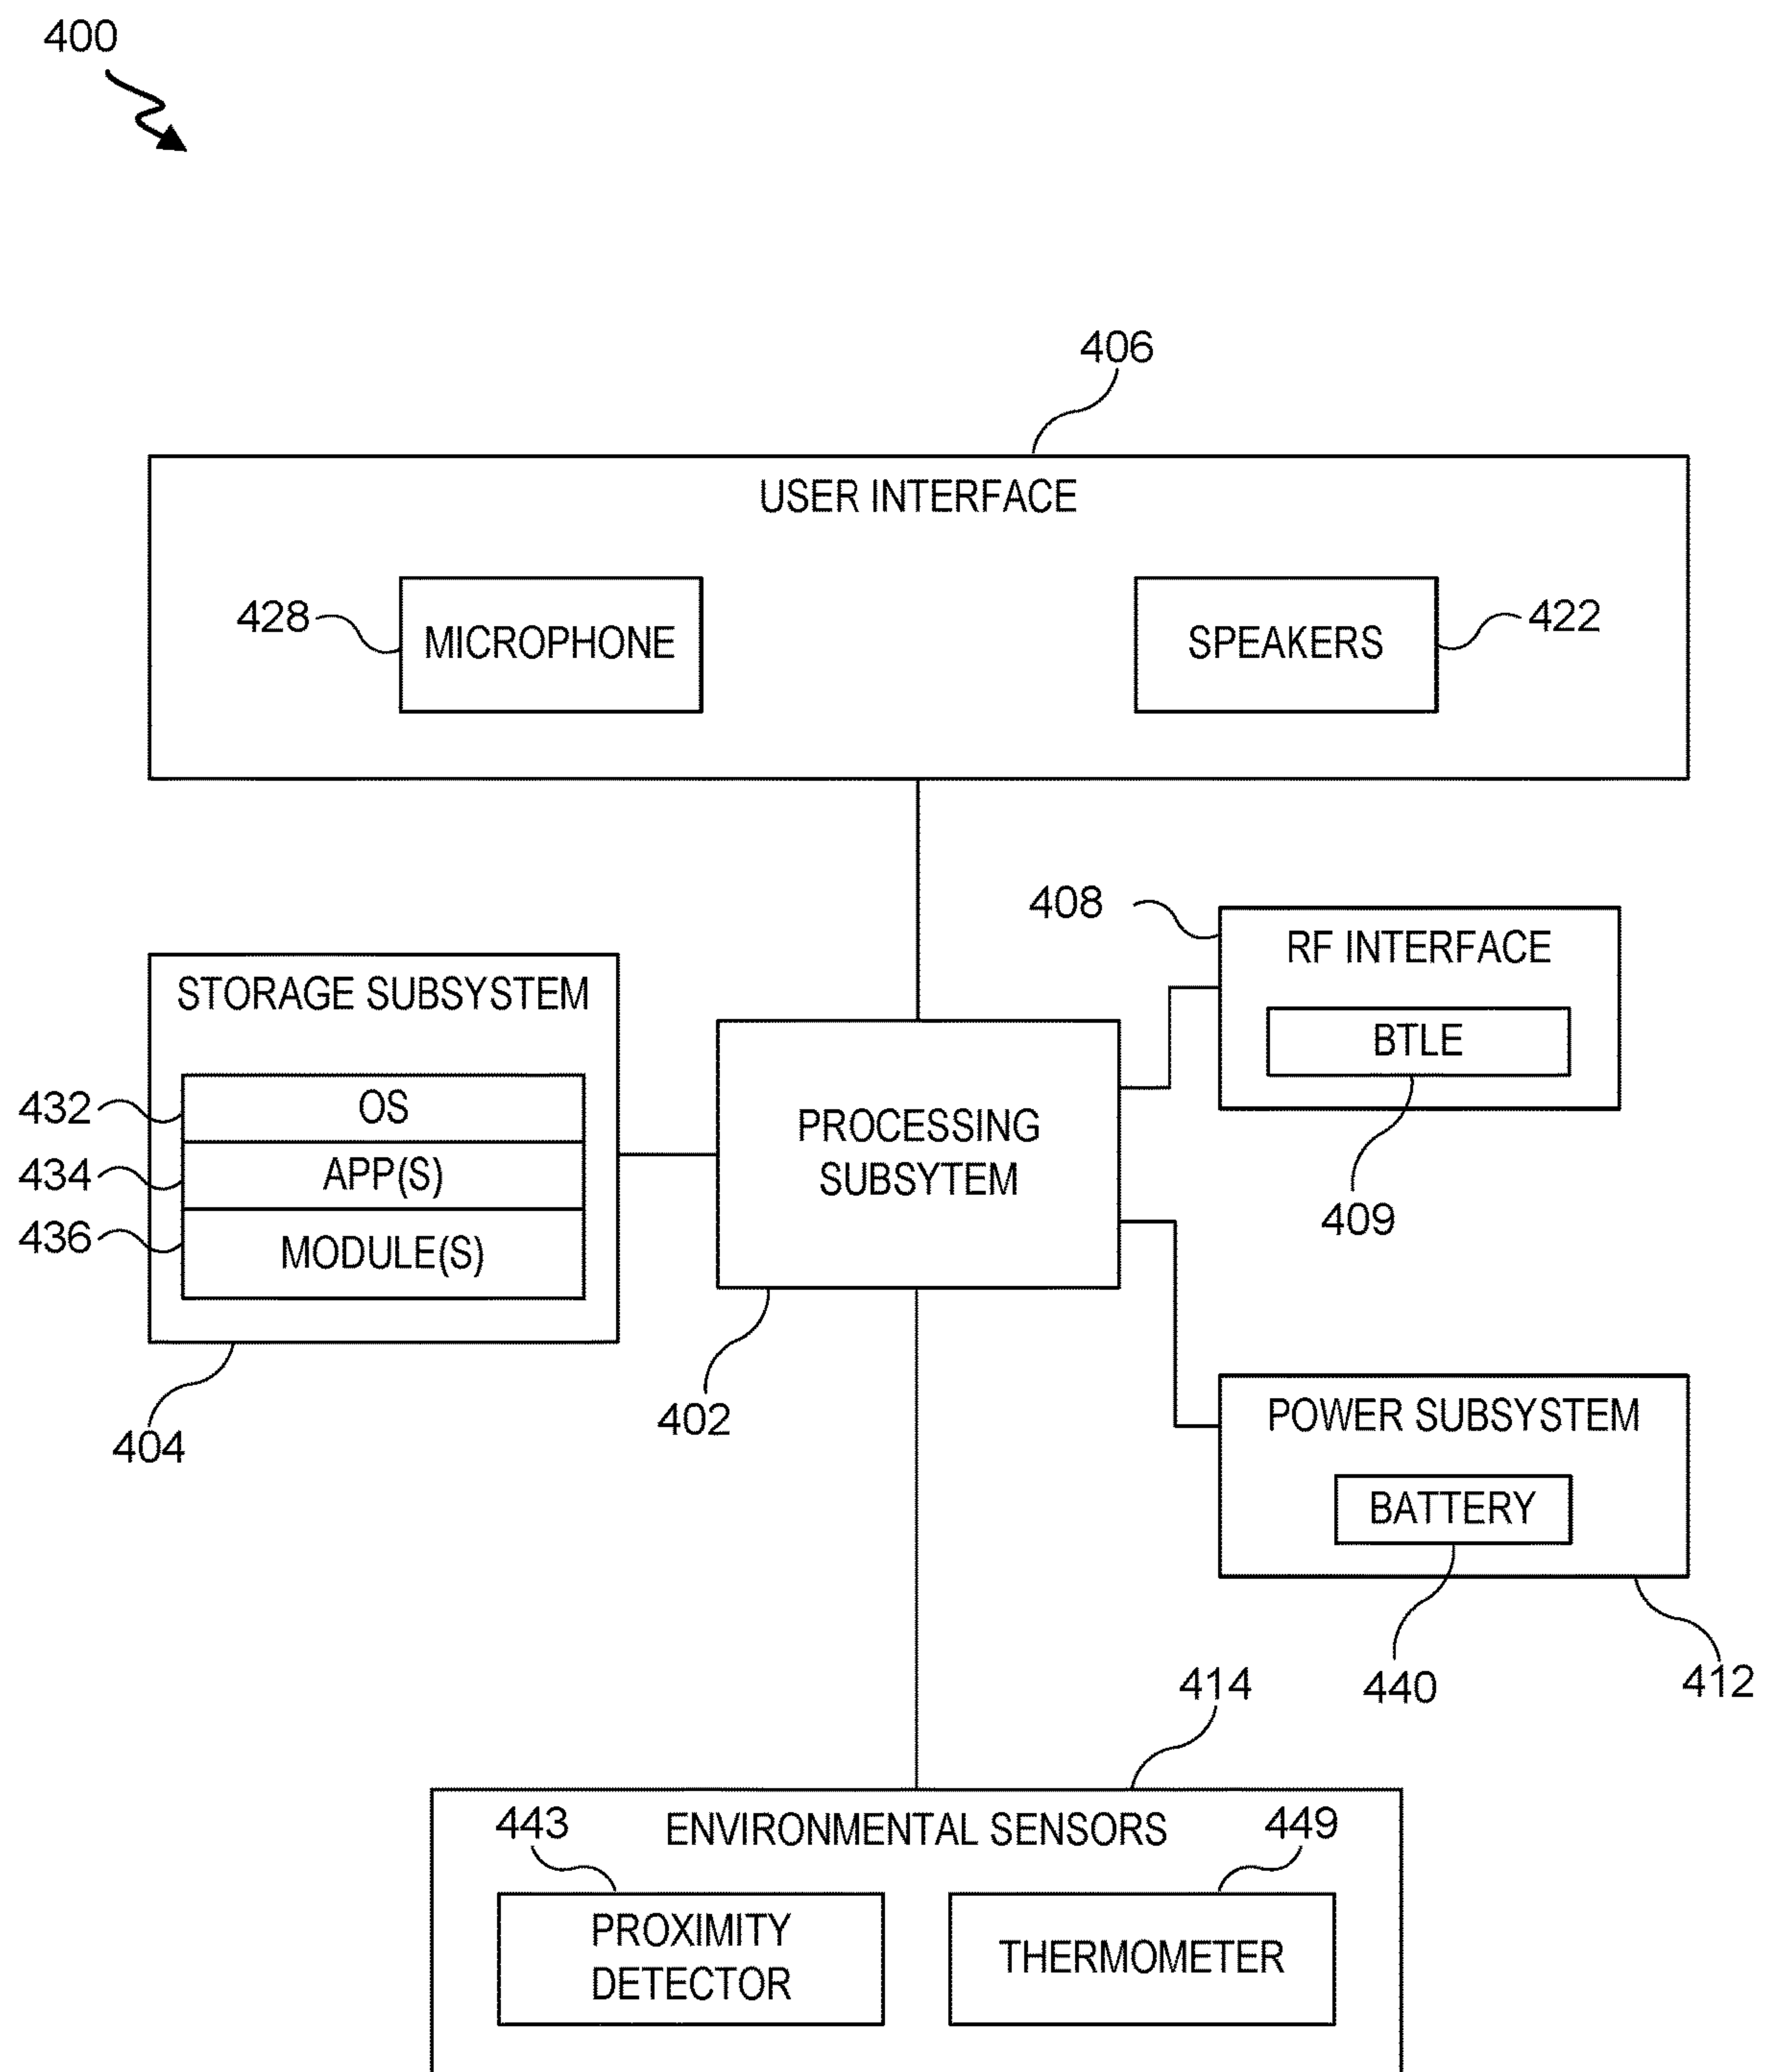 400
406
USER INTERFACE
428
MICROPHONE
SPEAKERS
422
408
RF INTERFACE
BTLE
409
STORAGE SUBSYSTEM
432
OS
434
APP(S)
436
MODULE(S)
404
PROCESSING
SUBSYTEM
402
POWER SUBSYSTEM
BATTERY
440
412
414
ENVIRONMENTAL SENSORS
443
449
PROXIMITY
DETECTOR
THERMOMETER